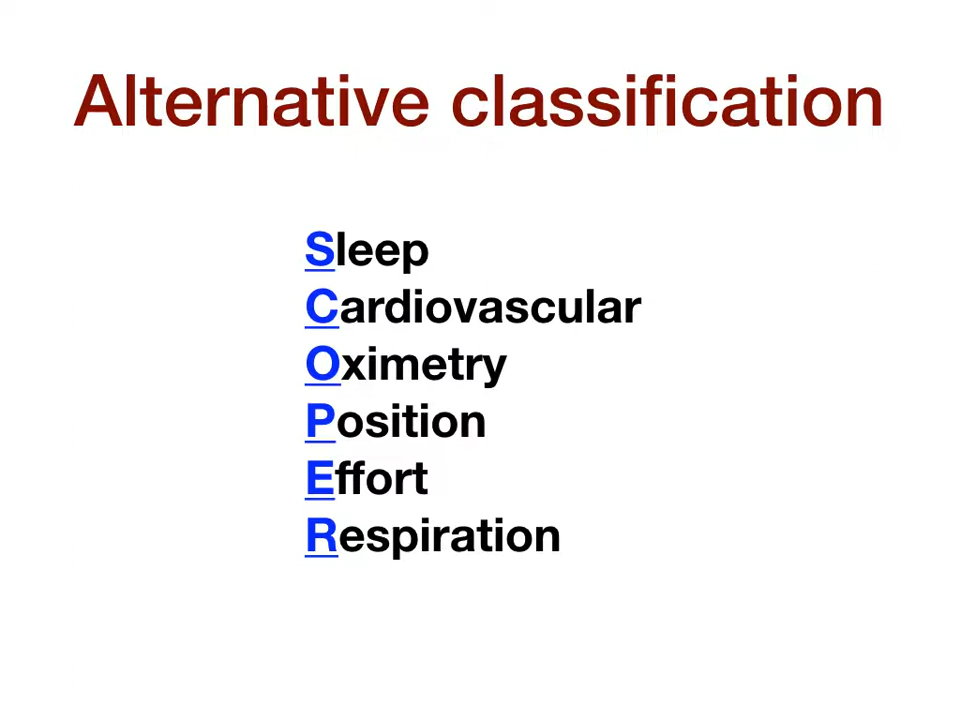 Alternative classification
Sleep
Cardiovascular
Oximetry
Position
Effort
Respiration